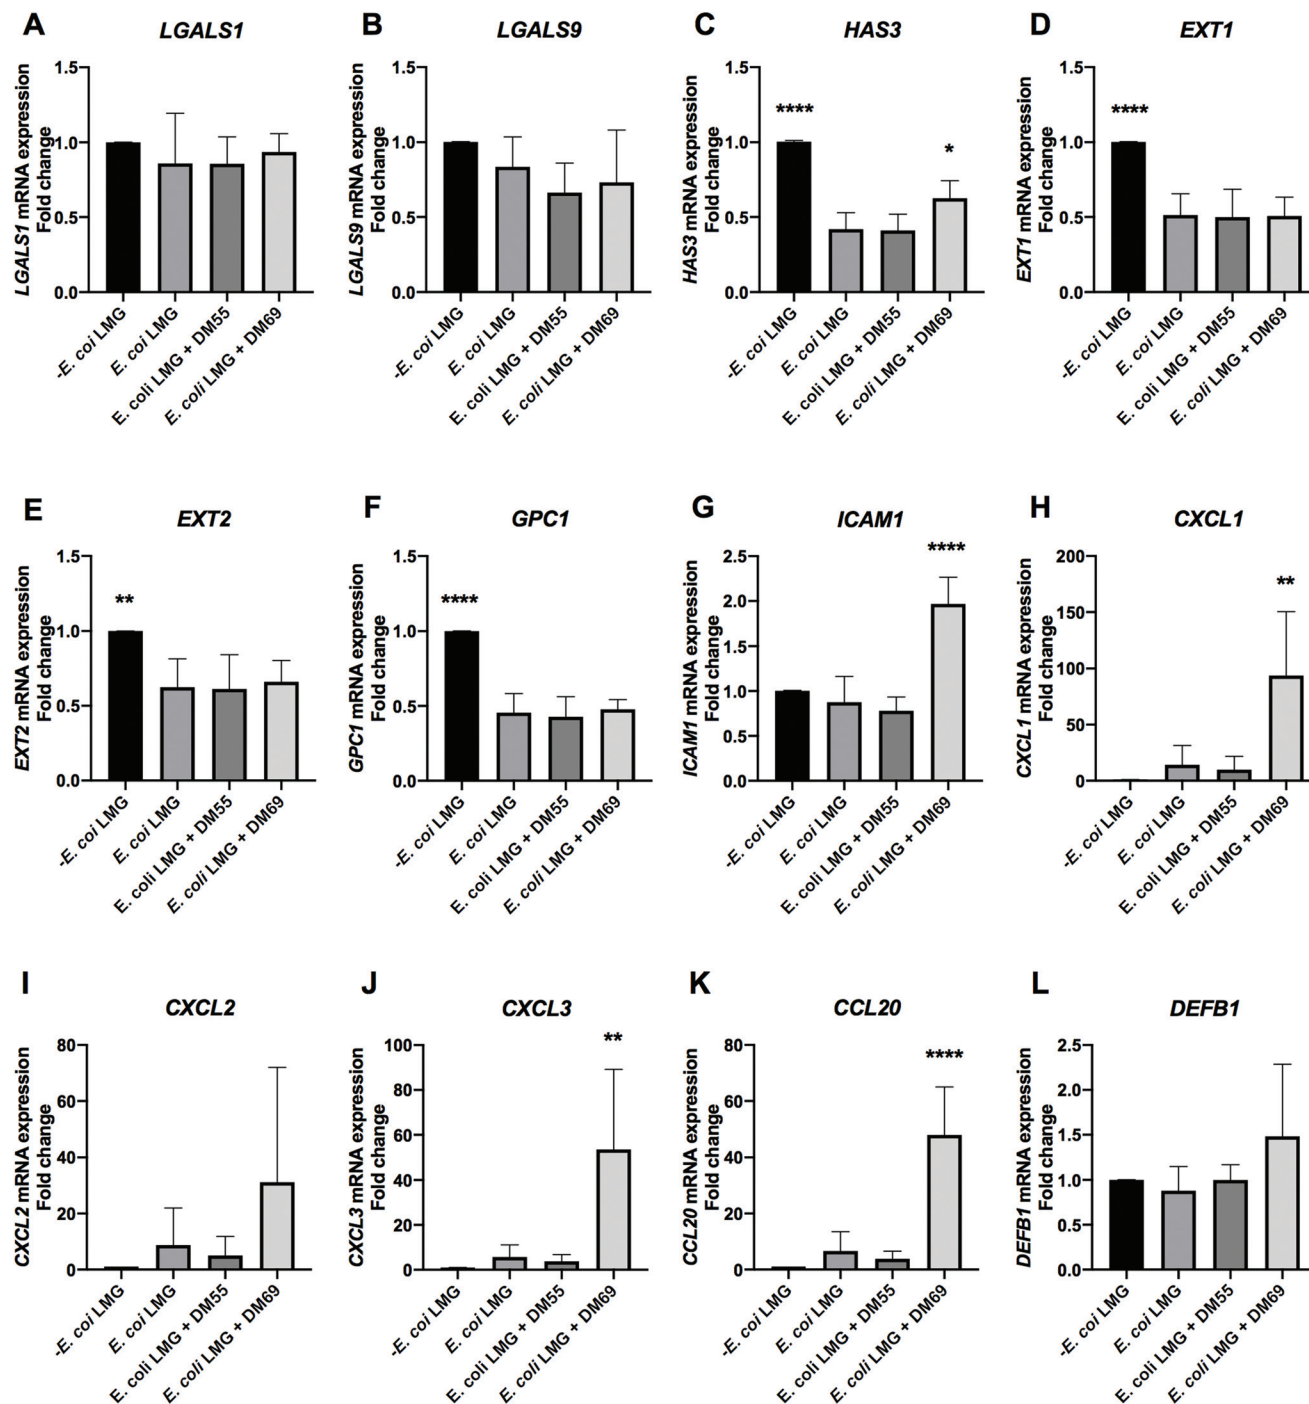 A
LGALS1
LGALS1 mRNA expression
Fold change
1.5
1.0
0.5
0.0
-E. coi LMG
E. coi LMG
E. coli LMG + DM55
E. coli LMG + DM69
B
LGALS9
LGALS9 mRNA expression
Fold change
1.5
1.0
0.5
0.0
-E. coi LMG
E. coi LMG
E. coli LMG + DM55
E. coli LMG + DM69
C
HAS3
HAS3 mRNA expression
Fold change
1.5
1.0
0.5
0.0
****
*
-E. coi LMG
E. coi LMG
E. coli LMG + DM55
E. coli LMG + DM69
D
EXT1
EXT1 mRNA expression
Fold change
1.5
1.0
0.5
0.0
****
-E. coi LMG
E. coi LMG
E. coli LMG + DM55
E. coli LMG + DM69
E
EXT2
EXT2 mRNA expression
Fold change
1.5
1.0
0.5
0.0
**
-E. coi LMG
E. coi LMG
E. coli LMG + DM55
E. coli LMG + DM69
F
GPC1
GPC1 mRNA expression
Fold change
1.5
1.0
0.5
0.0
****
-E. coi LMG
E. coi LMG
E. coli LMG + DM55
E. coli LMG + DM69
G
ICAM1
ICAM1 mRNA expression
Fold change
2.5
2.0
1.5
1.0
0.5
0.0
****
-E. coi LMG
E. coi LMG
E. coli LMG + DM55
E. coli LMG + DM69
H
CXCL1
CXCL1 mRNA expression
Fold change
200
150
100
50
0
**
-E. coi LMG
E. coi LMG
E. coli LMG + DM55
E. coli LMG + DM69
I
CXCL2
CXCL2 mRNA expression
Fold change
80
60
40
20
0
-E. coi LMG
E. coi LMG
E. coli LMG + DM55
E. coli LMG + DM69
J
CXCL3
CXCL3 mRNA expression
Fold change
100
80
60
40
20
0
**
-E. coi LMG
E. coi LMG
E. coli LMG + DM55
E. coli LMG + DM69
K
CCL20
CCL20 mRNA expression
Fold change
80
60
40
20
0
****
-E. coi LMG
E. coi LMG
E. coli LMG + DM55
E. coli LMG + DM69
L
DEFB1
DEFB1 mRNA expression
Fold change
2.5
2.0
1.5
1.0
0.5
0.0
-E. coi LMG
E. coi LMG
E. coli LMG + DM55
E. coli LMG + DM69